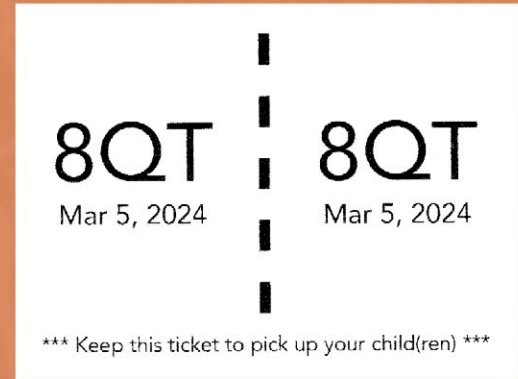 8QT 8QT
Mar 5, 2024 Mar 5, 2024
*** Keep this ticket to pick up your child(ren) ***